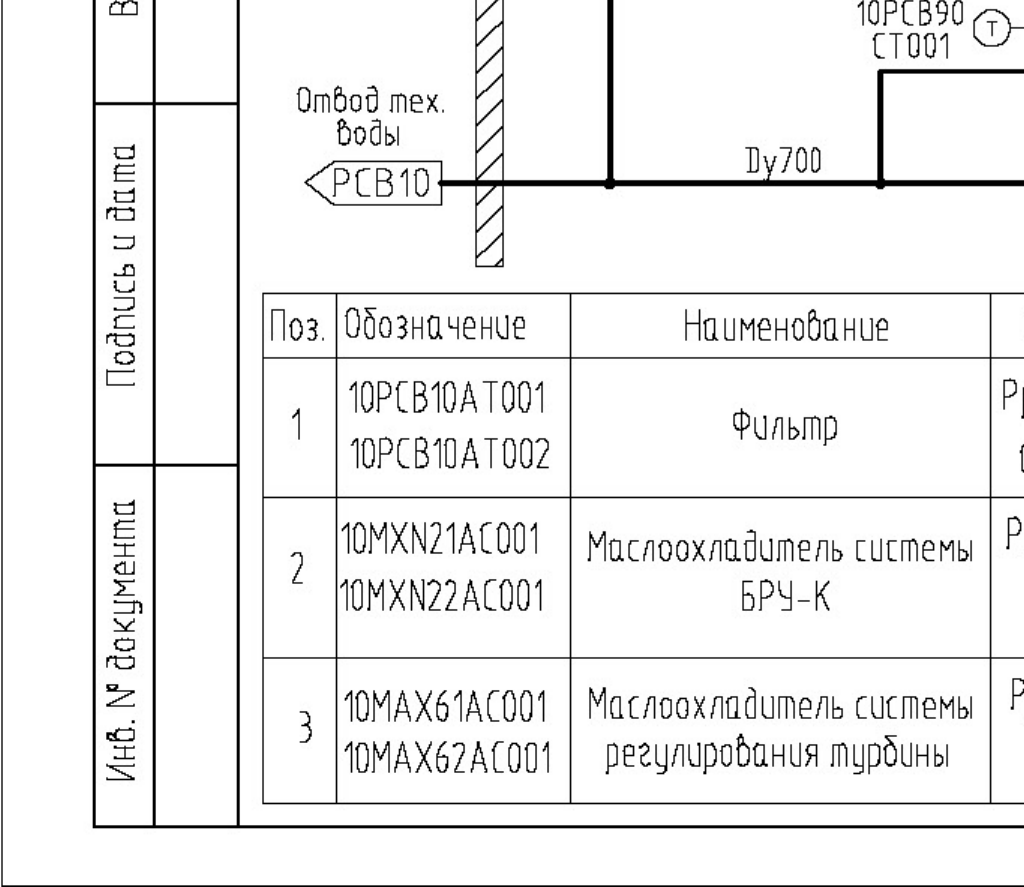 10PCB90
CT001
T
Отвод тех.
воды
PCB10
Dy700
Поз. Обозначение Наименование
1
10PCB10AT001
10PCB10AT002
Фильтр
2
10MXN21AC001
10MXN22AC001
Маслоохладитель системы
БРУ-К
3
10MAX61AC001
10MAX62AC001
Маслоохладитель системы
регулирования турбины
Подпись и дата
Инв. № документа